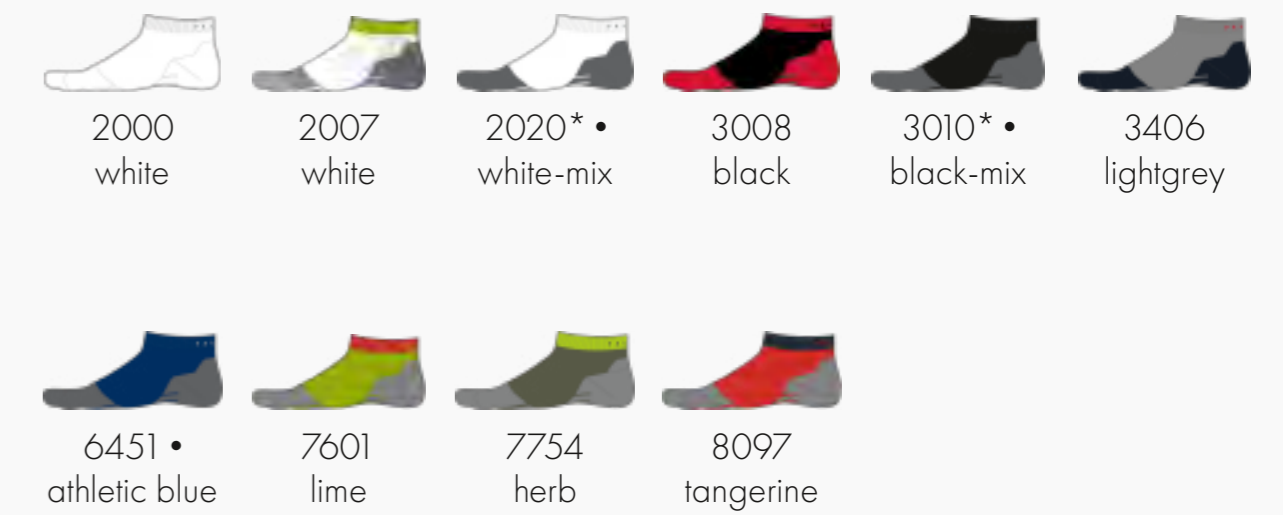 2000
white
2007
white
2020* •
white-mix
3008
black
3010* •
black-mix
3406
lightgrey
6451 •
athletic blue
7601
lime
7754
herb
8097
tangerine